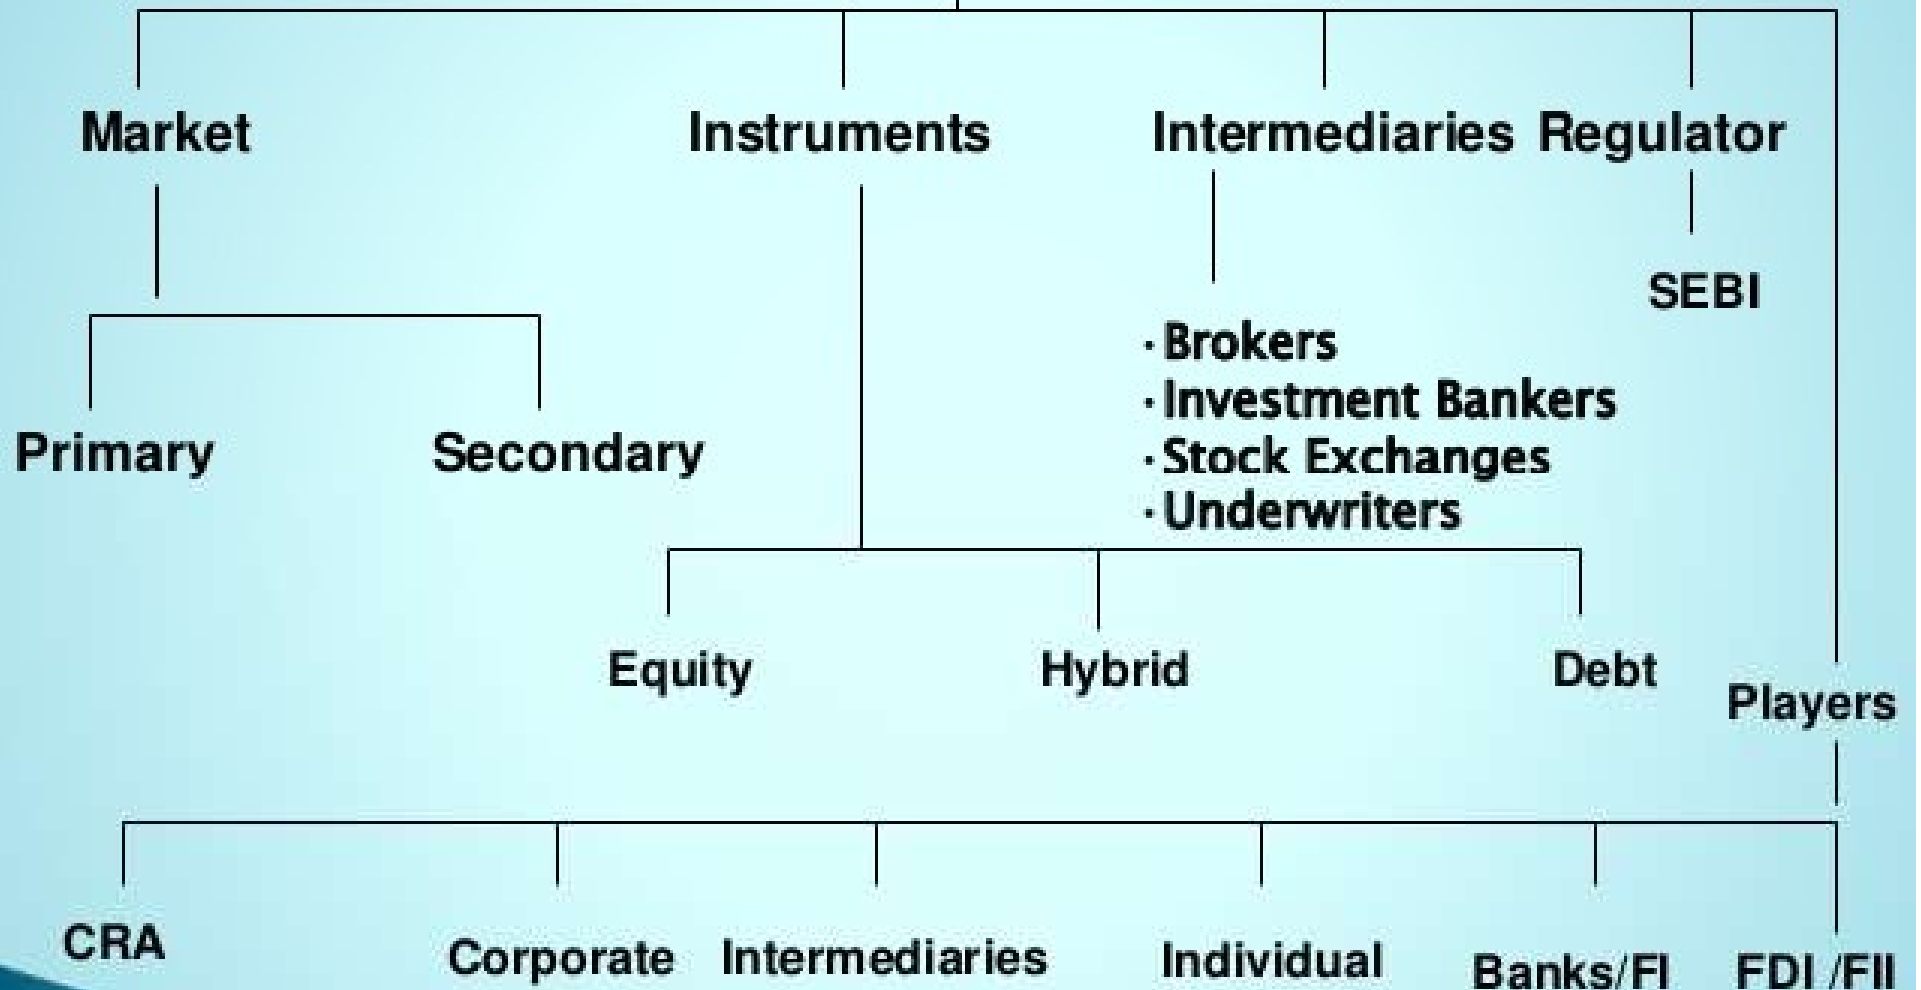 Market Instruments Intermediaries Regulator
SEBI
· Brokers
· Investment Bankers
· Stock Exchanges
· Underwriters
Primary Secondary
Equity Hybrid Debt
Players
CRA Corporate Intermediaries Individual Banks/FI FDI /FII